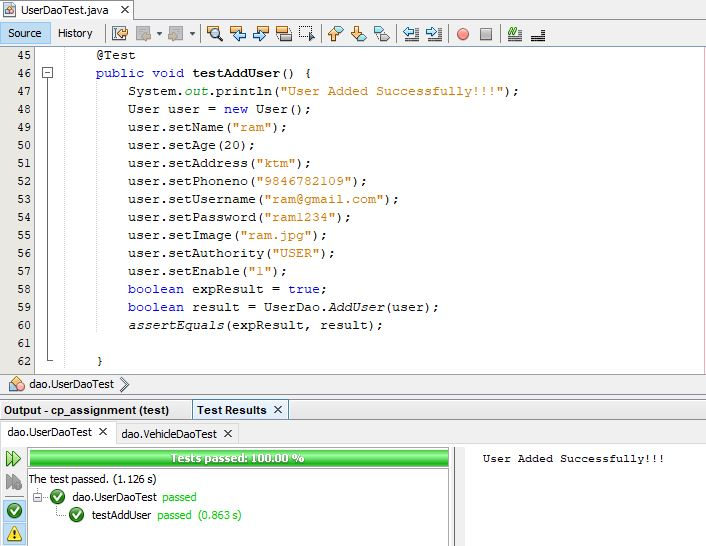 UserDaoTest.java
Source History
45 @Test
46 public void testAddUser() {
47 System.out.println("User Added Successfully!!!");
48 User user = new User();
49 user.setName("ram");
50 user.setAge(20);
51 user.setAddress("ktm");
52 user.setPhoneno("9846782109");
53 user.setUsername("ram@gmail.com");
54 user.setPassword("ram1234");
55 user.setImage("ram.jpg");
56 user.setAuthority("USER");
57 user.setEnable("1");
58 boolean expResult = true;
59 boolean result = UserDao.AddUser(user);
60 assertEquals(expResult, result);
61
62 }
dao.UserDaoTest
Output - cp_assignment (test) Test Results
dao.UserDaoTest dao.VehicleDaoTest
Tests passed: 100.00 %
The test passed. (1.126 s)
dao.UserDaoTest passed
testAddUser passed (0.863 s)
User Added Successfully!!!